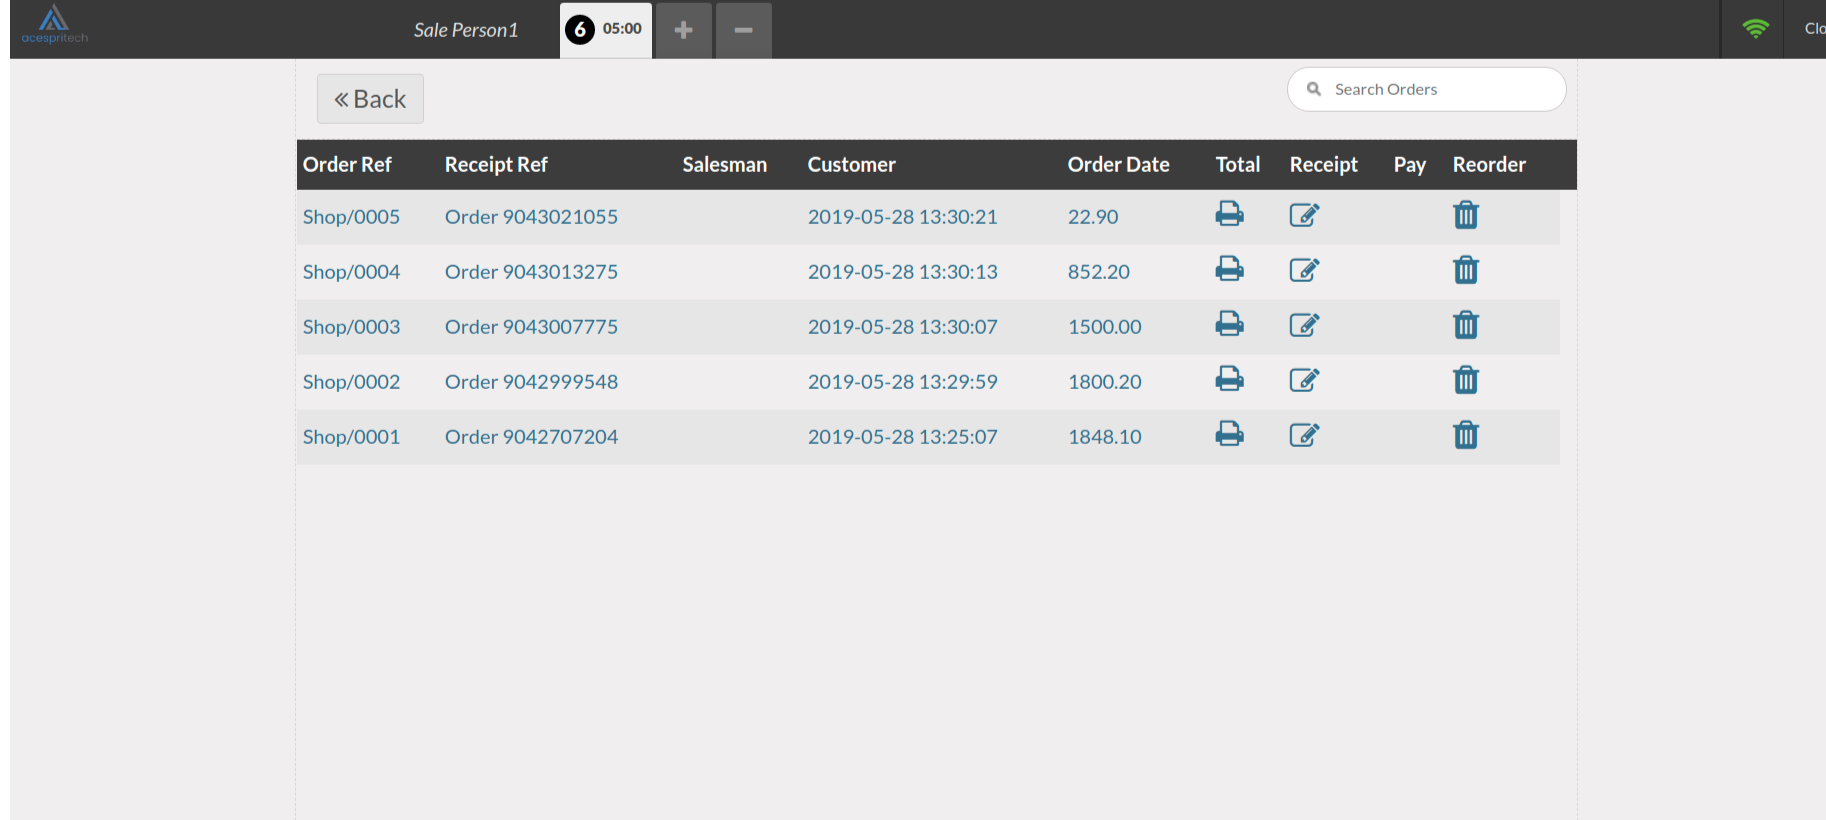 acespritech
Sale Person1 6 05:00 Clo
Back Search Orders
Order Ref Receipt Ref Salesman Customer Order Date Total Receipt Pay Reorder
Shop/0005 Order 9043021055 2019-05-28 13:30:21 22.90
Shop/0004 Order 9043013275 2019-05-28 13:30:13 852.20
Shop/0003 Order 9043007775 2019-05-28 13:30:07 1500.00
Shop/0002 Order 9042999548 2019-05-28 13:29:59 1800.20
Shop/0001 Order 9042707204 2019-05-28 13:25:07 1848.10